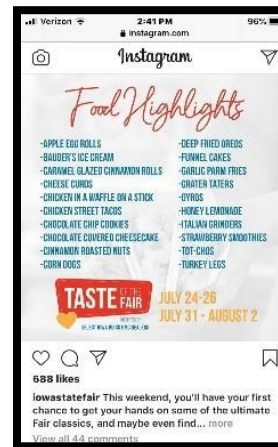 Verizon 2:41 PM 96%
instagram.com
Instagram
Food Highlights
-APPLE EGG ROLLS
-BAUDER'S ICE CREAM
-CARAMEL GLAZED CINNAMON ROLLS
-CHEESE CURDS
-CHICKEN IN A WAFFLE ON A STICK
-CHICKEN STREET TACOS
-CHOCOLATE CHIP COOKIES
-CHOCOLATE COVERED CHEESECAKE
-CINNAMON ROASTED NUTS
-CORN DOGS
-DEEP FRIED OREOS
-FUNNEL CAKES
-GARLIC PARM FRIES
-GRATER TATERS
-GYROS
-HONEY LEMONADE
-ITALIAN GRINDERS
-STRAWBERRY SMOOTHIES
-TOT-CHOS
-TURKEY LEGS
TASTE OF THE FAIR
JULY 24-26
JULY 31 - AUGUST 2
688 likes
iowastatefair This weekend, you'll have your first
chance to get your hands on some of the ultimate
Fair classics, and maybe even find... more
View all 44 comments